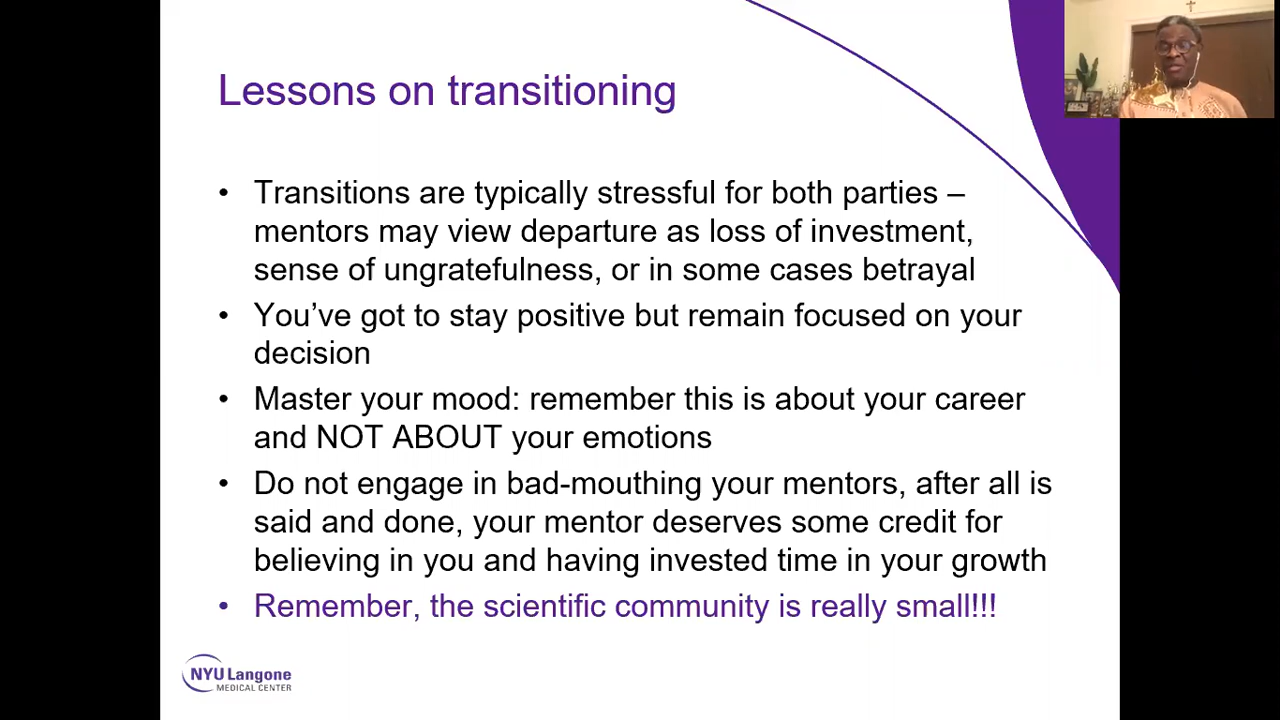 Lessons on transitioning
• Transitions are typically stressful for both parties –
mentors may view departure as loss of investment,
sense of ungratefulness, or in some cases betrayal
• You’ve got to stay positive but remain focused on your
decision
• Master your mood: remember this is about your career
and NOT ABOUT your emotions
• Do not engage in bad-mouthing your mentors, after all is
said and done, your mentor deserves some credit for
believing in you and having invested time in your growth
• Remember, the scientific community is really small!!!
NYU Langone
MEDICAL CENTER